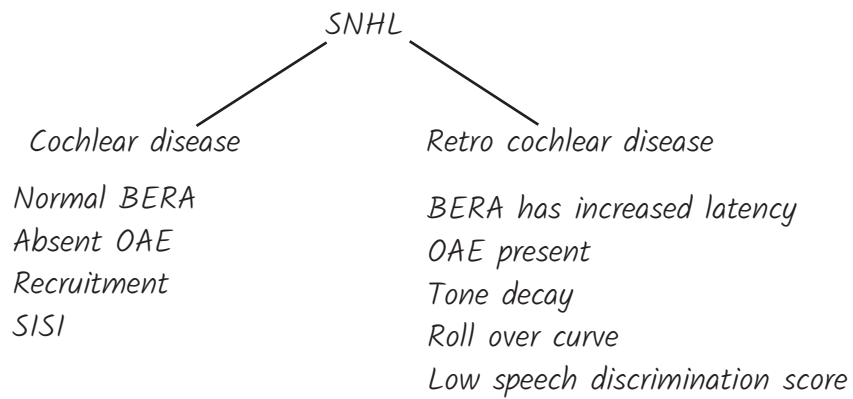 SNHL
Cochlear disease
Normal BERA
Absent OAE
Recruitment
SISI
Retro cochlear disease
BERA has increased latency
OAE present
Tone decay
Roll over curve
Low speech discrimination score